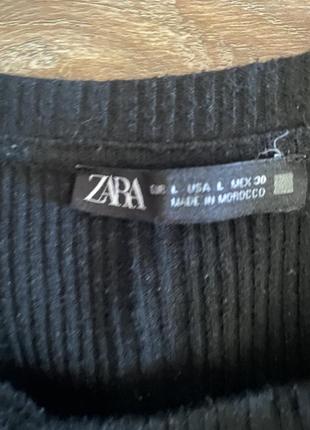 ZARA
EUR L USA L MEX 30
MADE IN MOROCCO